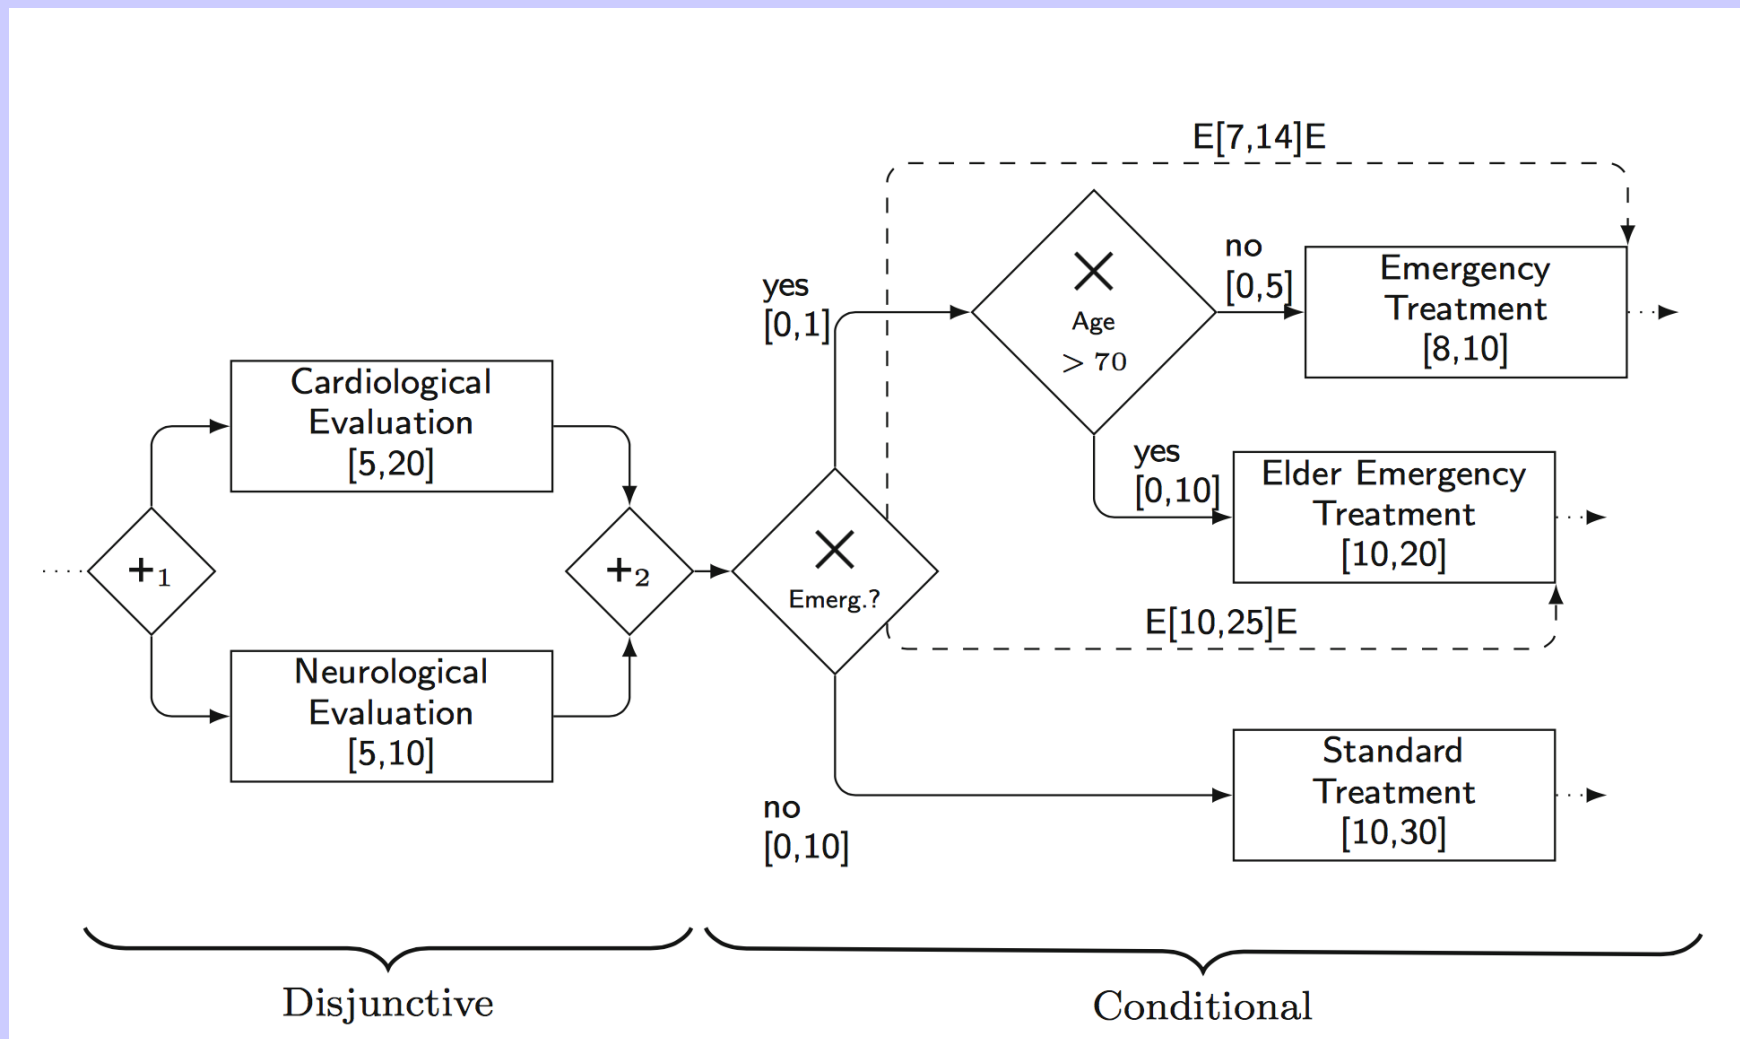 E[7,14]E
no
[0,5]
Emergency
Treatment
[8,10]
yes
[0,1]
×
Age
> 70
Cardiological
Evaluation
[5,20]
yes
[0,10]
Elder Emergency
Treatment
[10,20]
+1
+2
×
Emerg.?
E[10,25]E
Neurological
Evaluation
[5,10]
no
[0,10]
Standard
Treatment
[10,30]
Disjunctive
Conditional